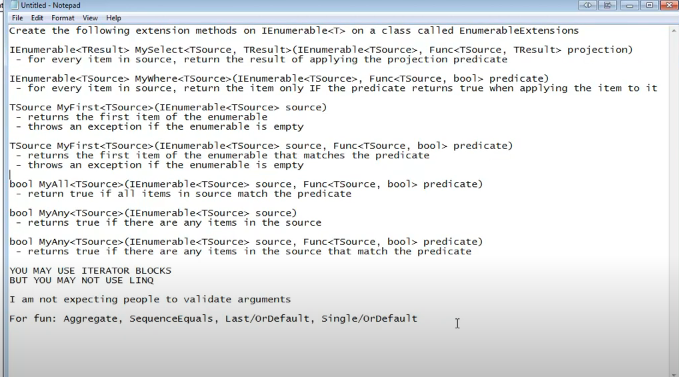 Untitled - Notepad
File Edit Format View Help
Create the following extension methods on IEnumerable<T> on a class called EnumerableExtensions
IEnumerable<TResult> MySelect<TSource, TResult>(IEnumerable<TSource>, Func<TSource, TResult> projection)
- for every item in source, return the result of applying the projection predicate
IEnumerable<TSource> MyWhere<TSource>(IEnumerable<TSource>, Func<TSource, bool> predicate)
- for every item in source, return the item only IF the predicate returns true when applying the item to it
TSource MyFirst<TSource>(IEnumerable<TSource> source)
- returns the first item of the enumerable
- throws an exception if the enumerable is empty
TSource MyFirst<TSource>(IEnumerable<TSource> source, Func<TSource, bool> predicate)
- returns the first item of the enumerable that matches the predicate
- throws an exception if the enumerable is empty
bool MyAll<TSource>(IEnumerable<TSource> source, Func<TSource, bool> predicate)
- return true if all items in source match the predicate
bool MyAny<TSource>(IEnumerable<TSource> source)
- returns true if there are any items in the source
bool MyAny<TSource>(IEnumerable<TSource> source, Func<TSource, bool> predicate)
- returns true if there are any items in the source that match the predicate
YOU MAY USE ITERATOR BLOCKS
BUT YOU MAY NOT USE LINQ
I am not expecting people to validate arguments
For fun: Aggregate, SequenceEquals, Last/OrDefault, Single/OrDefault